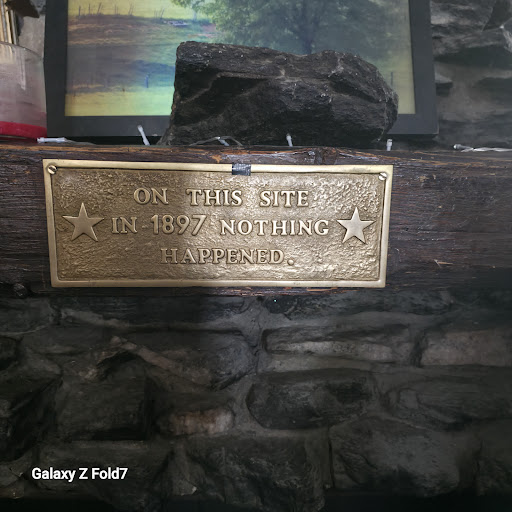 ON THIS SITE
IN 1897 NOTHING
HAPPENED.
Galaxy Z Fold7